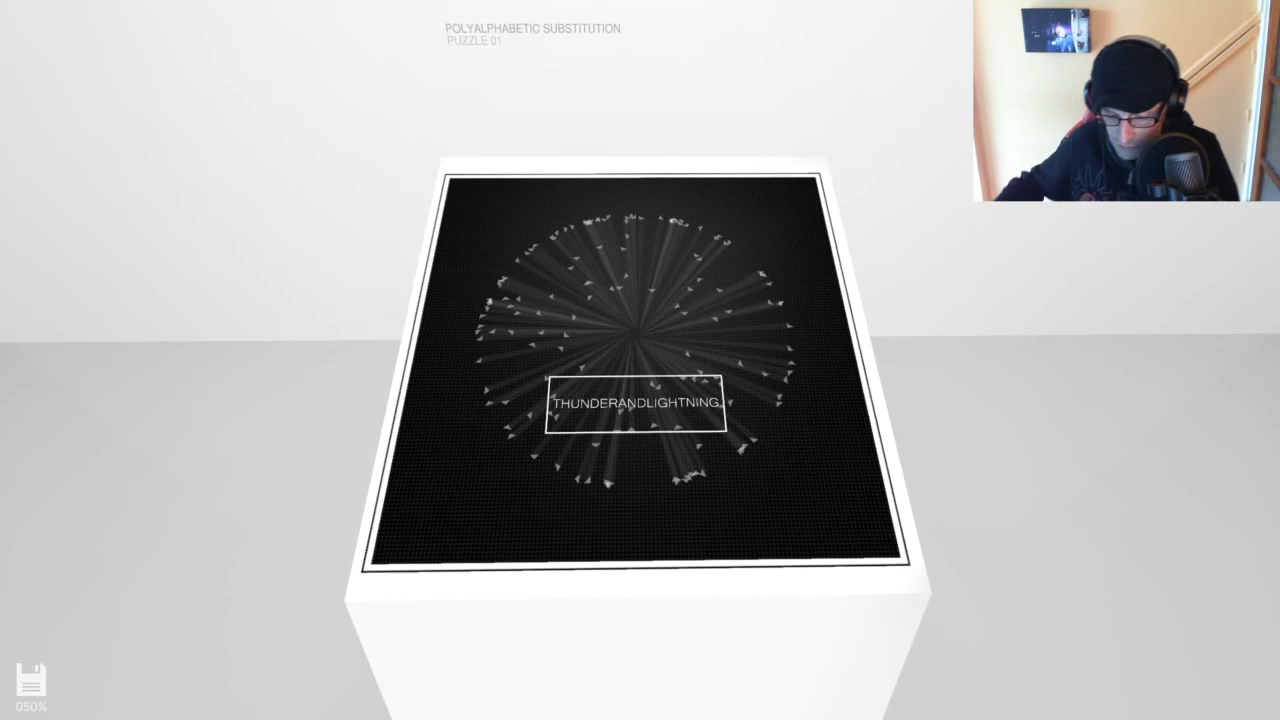 POLYALPHABETIC SUBSTITUTION
PUZZLE 01
THUNDERANDLIGHTNING
050%